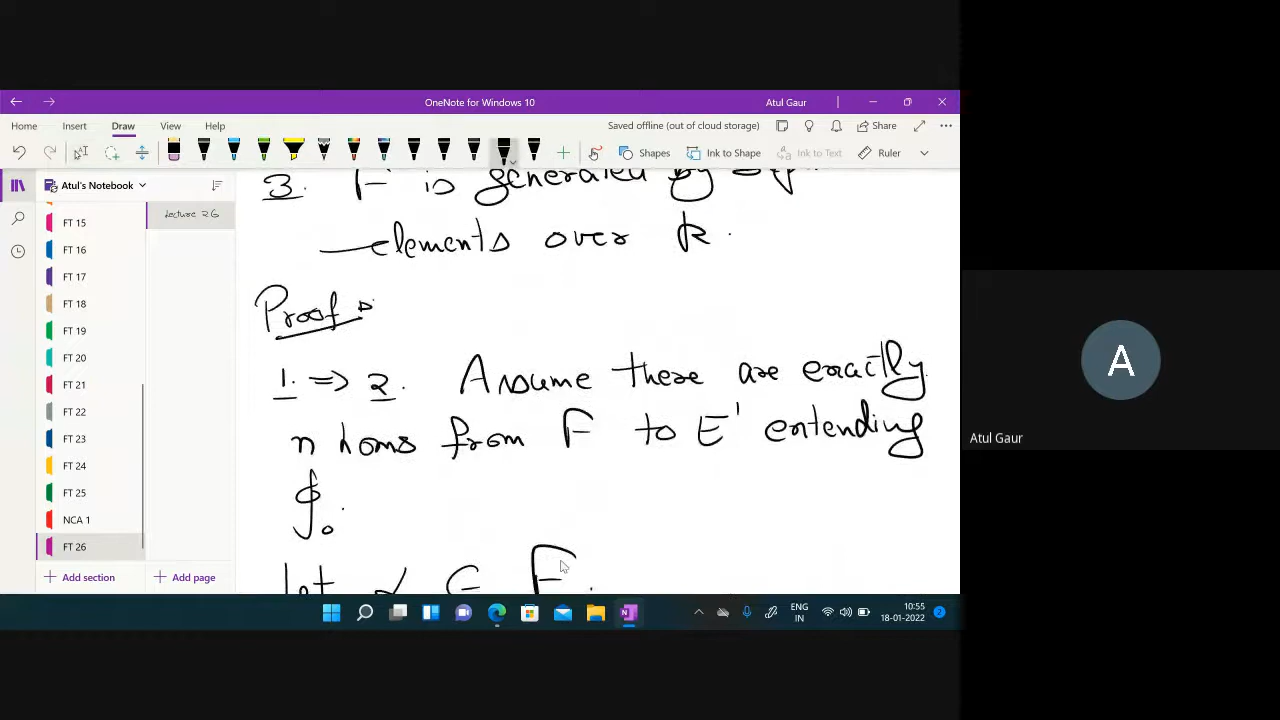 OneNote for Windows 10
Atul Gaur
Home Insert Draw View Help
Saved offline (out of cloud storage)
Share
Shapes
Ink to Shape
Ink to Text
Ruler
Atul's Notebook
FT 15
FT 16
FT 17
FT 18
FT 19
FT 20
FT 21
FT 22
FT 23
FT 24
FT 25
NCA 1
FT 26
Add section
Lecture 26
Add page
3. F is generated by
elements over k.
Proof:
1. => 2. Assume there are exactly
n homs from F to E' entending
φ₀.
Let α ∈ F.
A
Atul Gaur
ENG
IN
10:55
18-01-2022
2